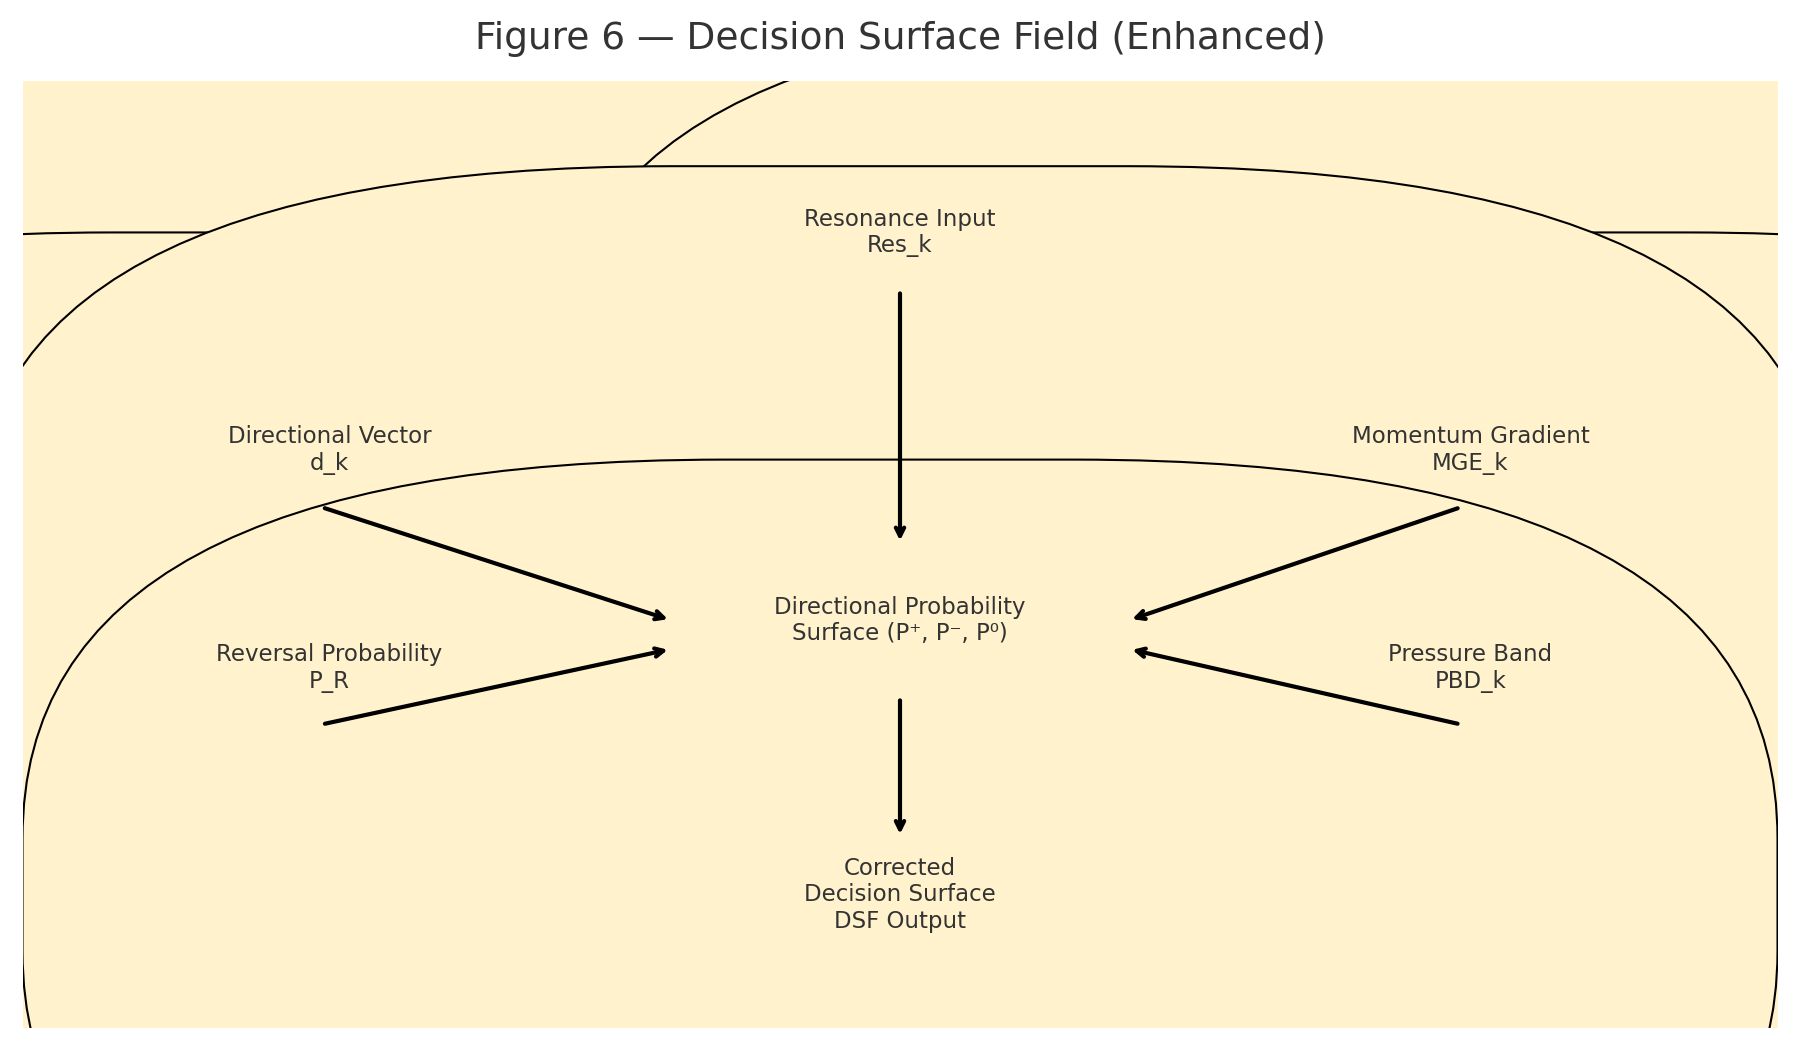 Figure 6 — Decision Surface Field (Enhanced)
Resonance Input
Res_k
Directional Vector
d_k
Momentum Gradient
MGE_k
Directional Probability
Surface (P⁺, P⁻, P⁰)
Reversal Probability
P_R
Pressure Band
PBD_k
Corrected
Decision Surface
DSF Output